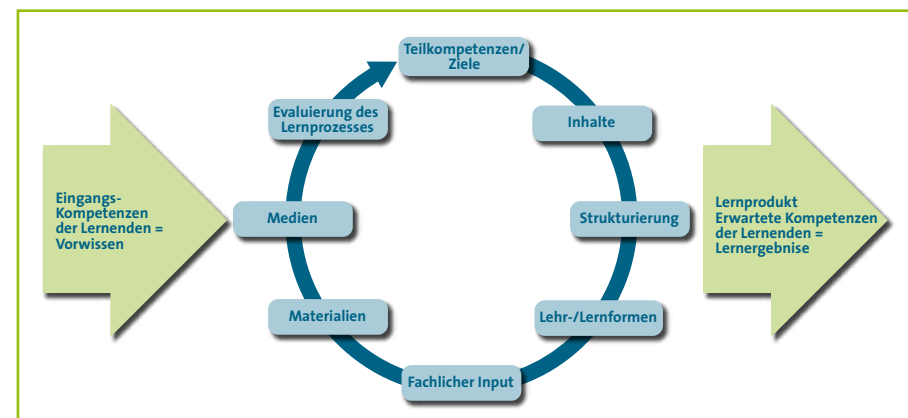 Eingangs-
Kompetenzen
der Lernenden =
Vorwissen
Teilkompetenzen/
Ziele
Inhalte
Strukturierung
Lehr-/Lernformen
Fachlicher Input
Materialien
Medien
Evaluierung des
Lernprozesses
Lernprodukt
Erwartete Kompetenzen
der Lernenden =
Lernergebnise